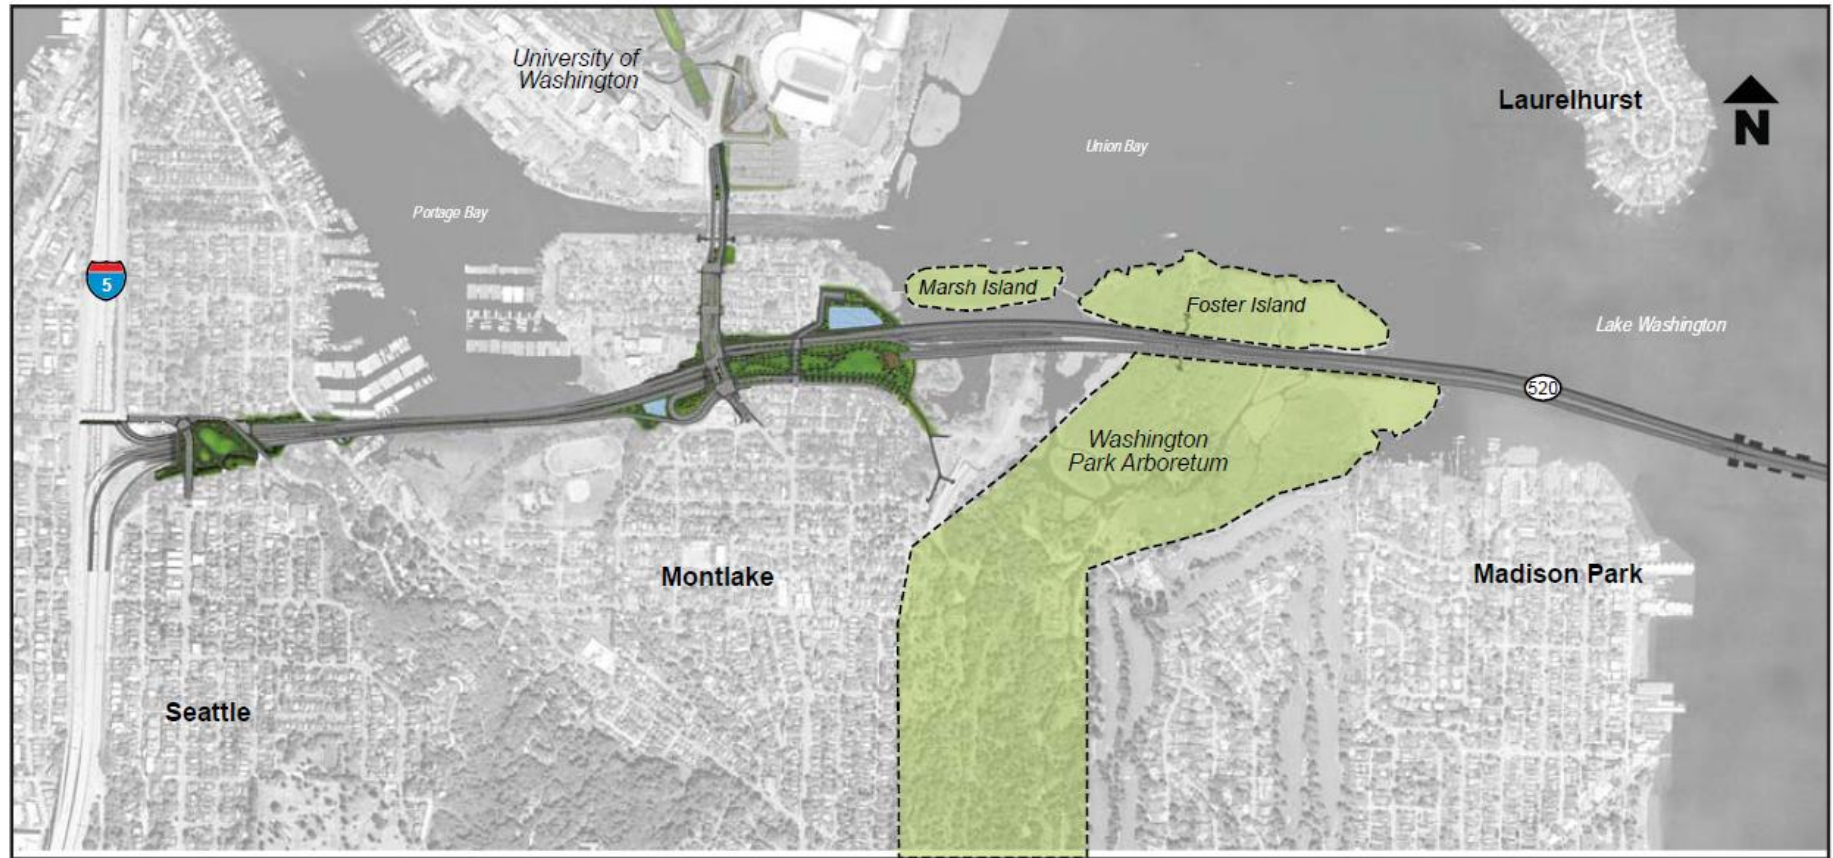 University of
Washington
Laurelhurst
N
Union Bay
Portage Bay
5
Marsh Island
Foster Island
Lake Washington
520
Washington
Park Arboretum
Montlake
Madison Park
Seattle